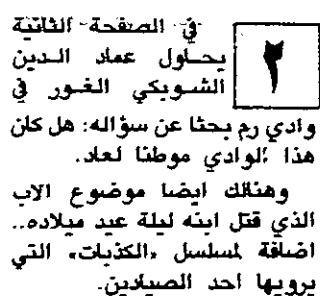 ٢
في الصفحة الثانية
يحاول عماد الدين
الشوبكي الغور في
وادي رم بحثا عن سؤاله: هل كان
هذا الوادي موطنا لعاد.
وهنالك ايضا موضوع الاب
الذي قتل ابنه ليلة عيد ميلاده..
اضافة لمسلسل «الكذبات» التي
يرويها احد الصيادين.